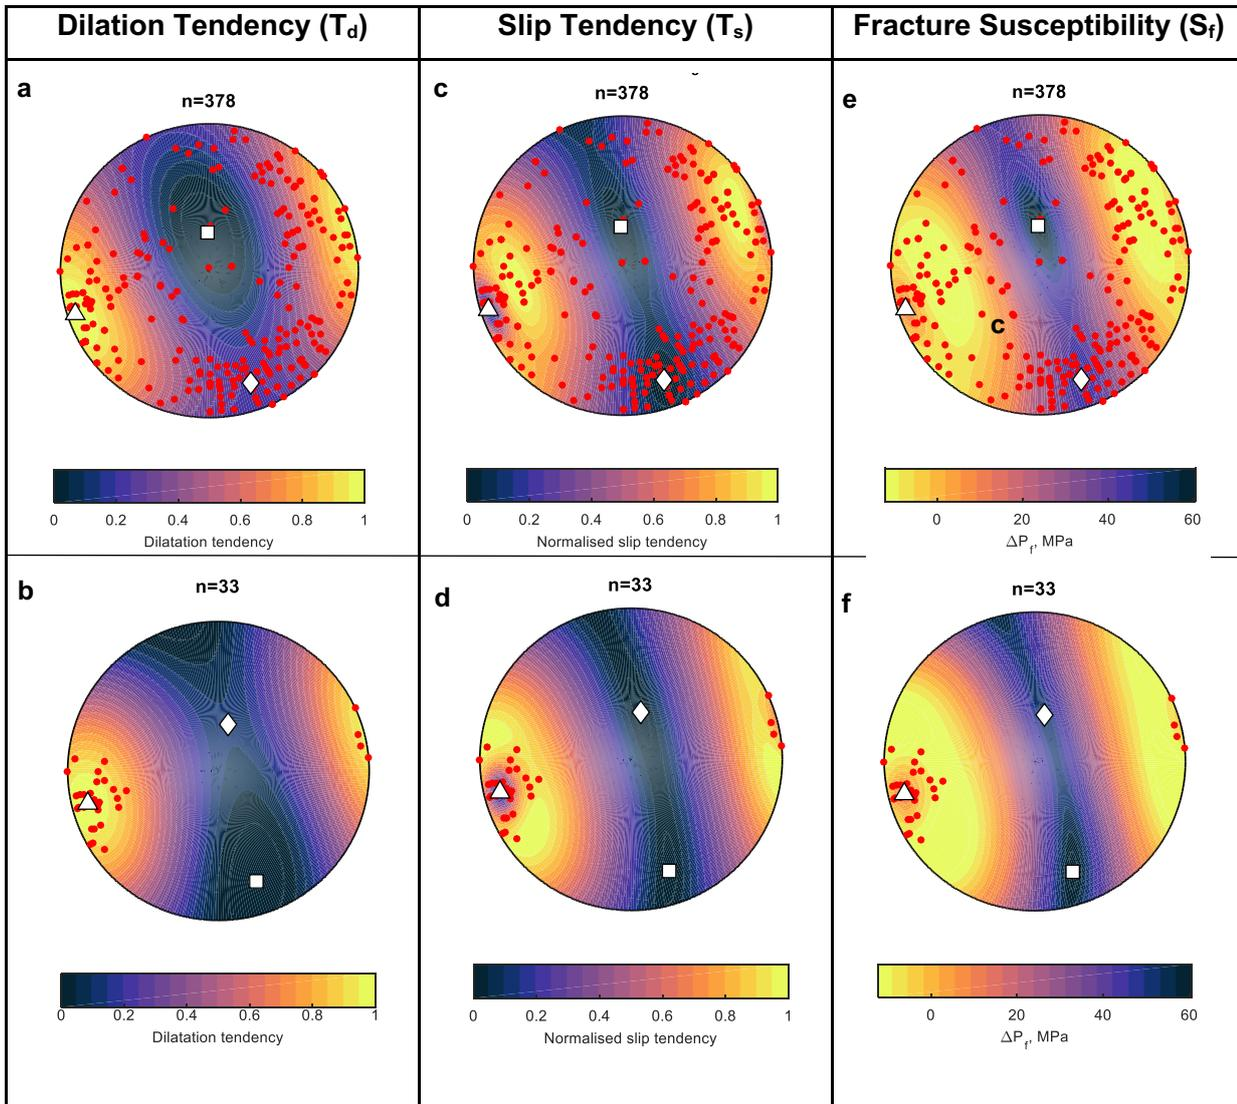 Dilation Tendency (Td)
Slip Tendency (Ts)
Fracture Susceptibility (Sf)
a
n=378
0 0.2 0.4 0.6 0.8 1
Dilatation tendency
c
n=378
0 0.2 0.4 0.6 0.8 1
Normalised slip tendency
e
n=378
c
0 20 40 60
ΔPf, MPa
b
n=33
0 0.2 0.4 0.6 0.8 1
Dilatation tendency
d
n=33
0 0.2 0.4 0.6 0.8 1
Normalised slip tendency
f
n=33
0 20 40 60
ΔPf, MPa